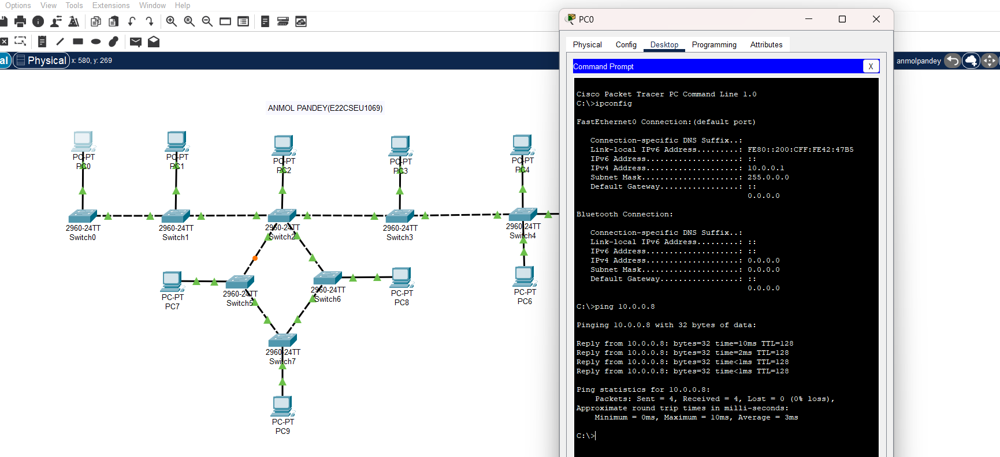 Options View Tools Extensions Window Help
al Physical x: 580, y: 269
anmolpandey
ANMOL PANDEY(E22CSEU1069)
PC-PT
PC0
PC-PT
PC1
PC-PT
PC2
PC-PT
PC3
PC-PT
PC4
2960-24TT
Switch0
2960-24TT
Switch1
2960-24TT
Switch2
2960-24TT
Switch3
2960-24TT
Switch4
PC-PT
PC7
2960-24TT
Switch5
2960-24TT
Switch6
PC-PT
PC8
PC-PT
PC6
2960-24TT
Switch7
PC-PT
PC9
PC0
Physical Config Desktop Programming Attributes
Command Prompt X
Cisco Packet Tracer PC Command Line 1.0
C:\>ipconfig
FastEthernet0 Connection:(default port)
Connection-specific DNS Suffix..:
Link-local IPv6 Address.........: FE80::200:CFF:FE42:47B5
IPv6 Address....................: ::
IPv4 Address....................: 10.0.0.1
Subnet Mask.....................: 255.0.0.0
Default Gateway.................: ::
0.0.0.0
Bluetooth Connection:
Connection-specific DNS Suffix..:
Link-local IPv6 Address.........: ::
IPv6 Address....................: ::
IPv4 Address....................: 0.0.0.0
Subnet Mask.....................: 0.0.0.0
Default Gateway.................: ::
0.0.0.0
C:\>ping 10.0.0.8
Pinging 10.0.0.8 with 32 bytes of data:
Reply from 10.0.0.8: bytes=32 time=10ms TTL=128
Reply from 10.0.0.8: bytes=32 time=2ms TTL=128
Reply from 10.0.0.8: bytes=32 time<1ms TTL=128
Reply from 10.0.0.8: bytes=32 time<1ms TTL=128
Ping statistics for 10.0.0.8:
Packets: Sent = 4, Received = 4, Lost = 0 (0% loss),
Approximate round trip times in milli-seconds:
Minimum = 0ms, Maximum = 10ms, Average = 3ms
C:\>